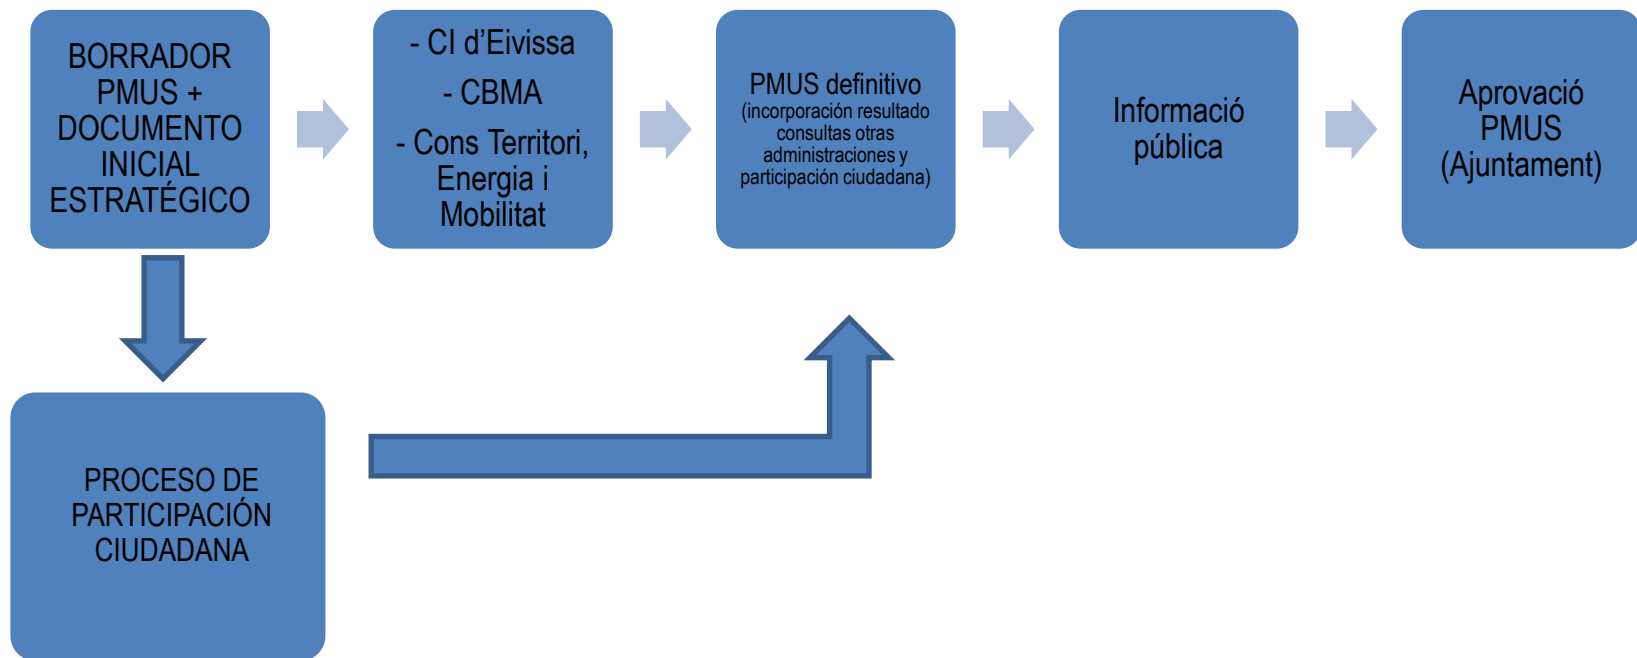 BORRADOR
PMUS +
DOCUMENTO
INICIAL
ESTRATÉGICO
- CI d’Eivissa
- CBMA
- Cons Territori,
Energia i
Mobilitat
PMUS definitivo
(incorporación resultado
consultas otras
administraciones y
participación ciudadana)
Informació
pública
Aprovació
PMUS
(Ajuntament)
PROCESO DE
PARTICIPACIÓN
CIUDADANA